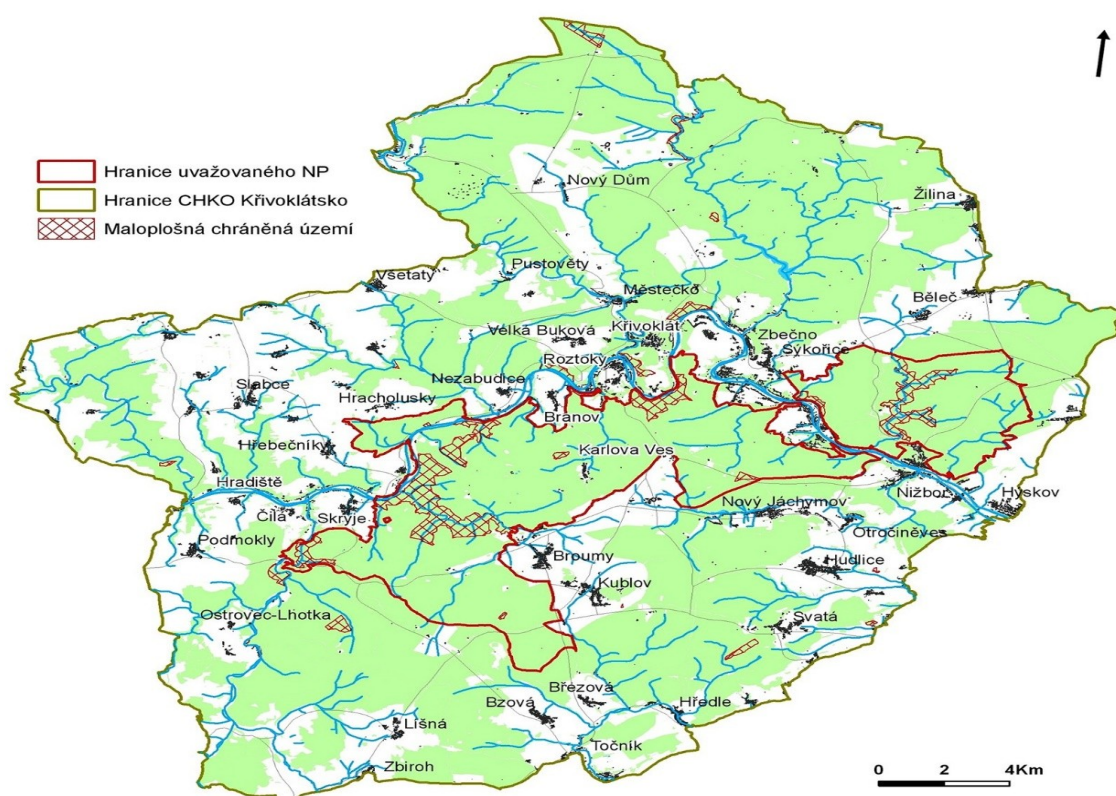 Hranice uvažovaného NP
Hranice CHKO Křivoklátsko
Maloplošná chráněná území
Nový Dům
Žilina
Všetaty
Pustověty
Městečko
Běleč
Velká Buková
Křivoklát
Zbečno
Sýkořice
Roztoky
Nezabudice
Slabce
Hracholusky
Branov
Hřebečníky
Karlova Ves
Hradiště
Nižbor
Hyskov
Čilá
Skryje
Nový Jáchymov
Otročiněves
Podmokly
Broumy
Hudlice
Kublov
Ostrovec-Lhotka
Svatá
Březová
Bzová
Hředle
Líšná
Točník
Zbiroh
0 2 4Km